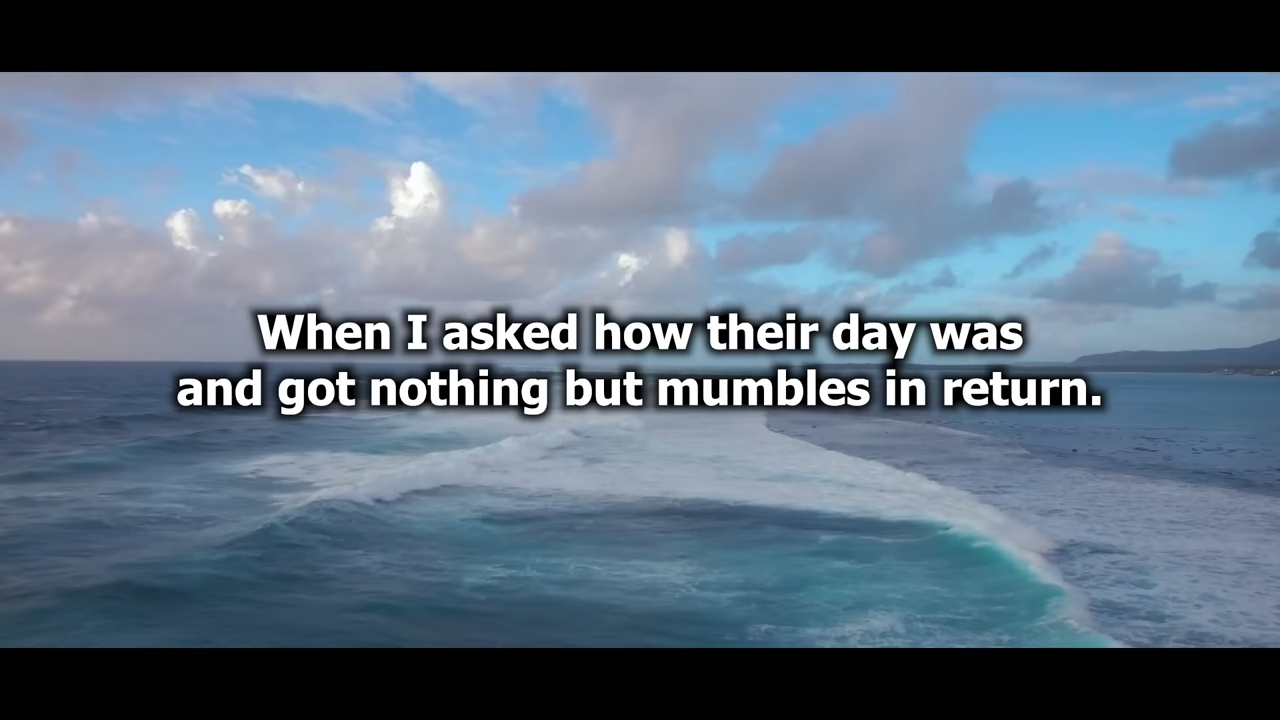 When I asked how their day was
and got nothing but mumbles in return.